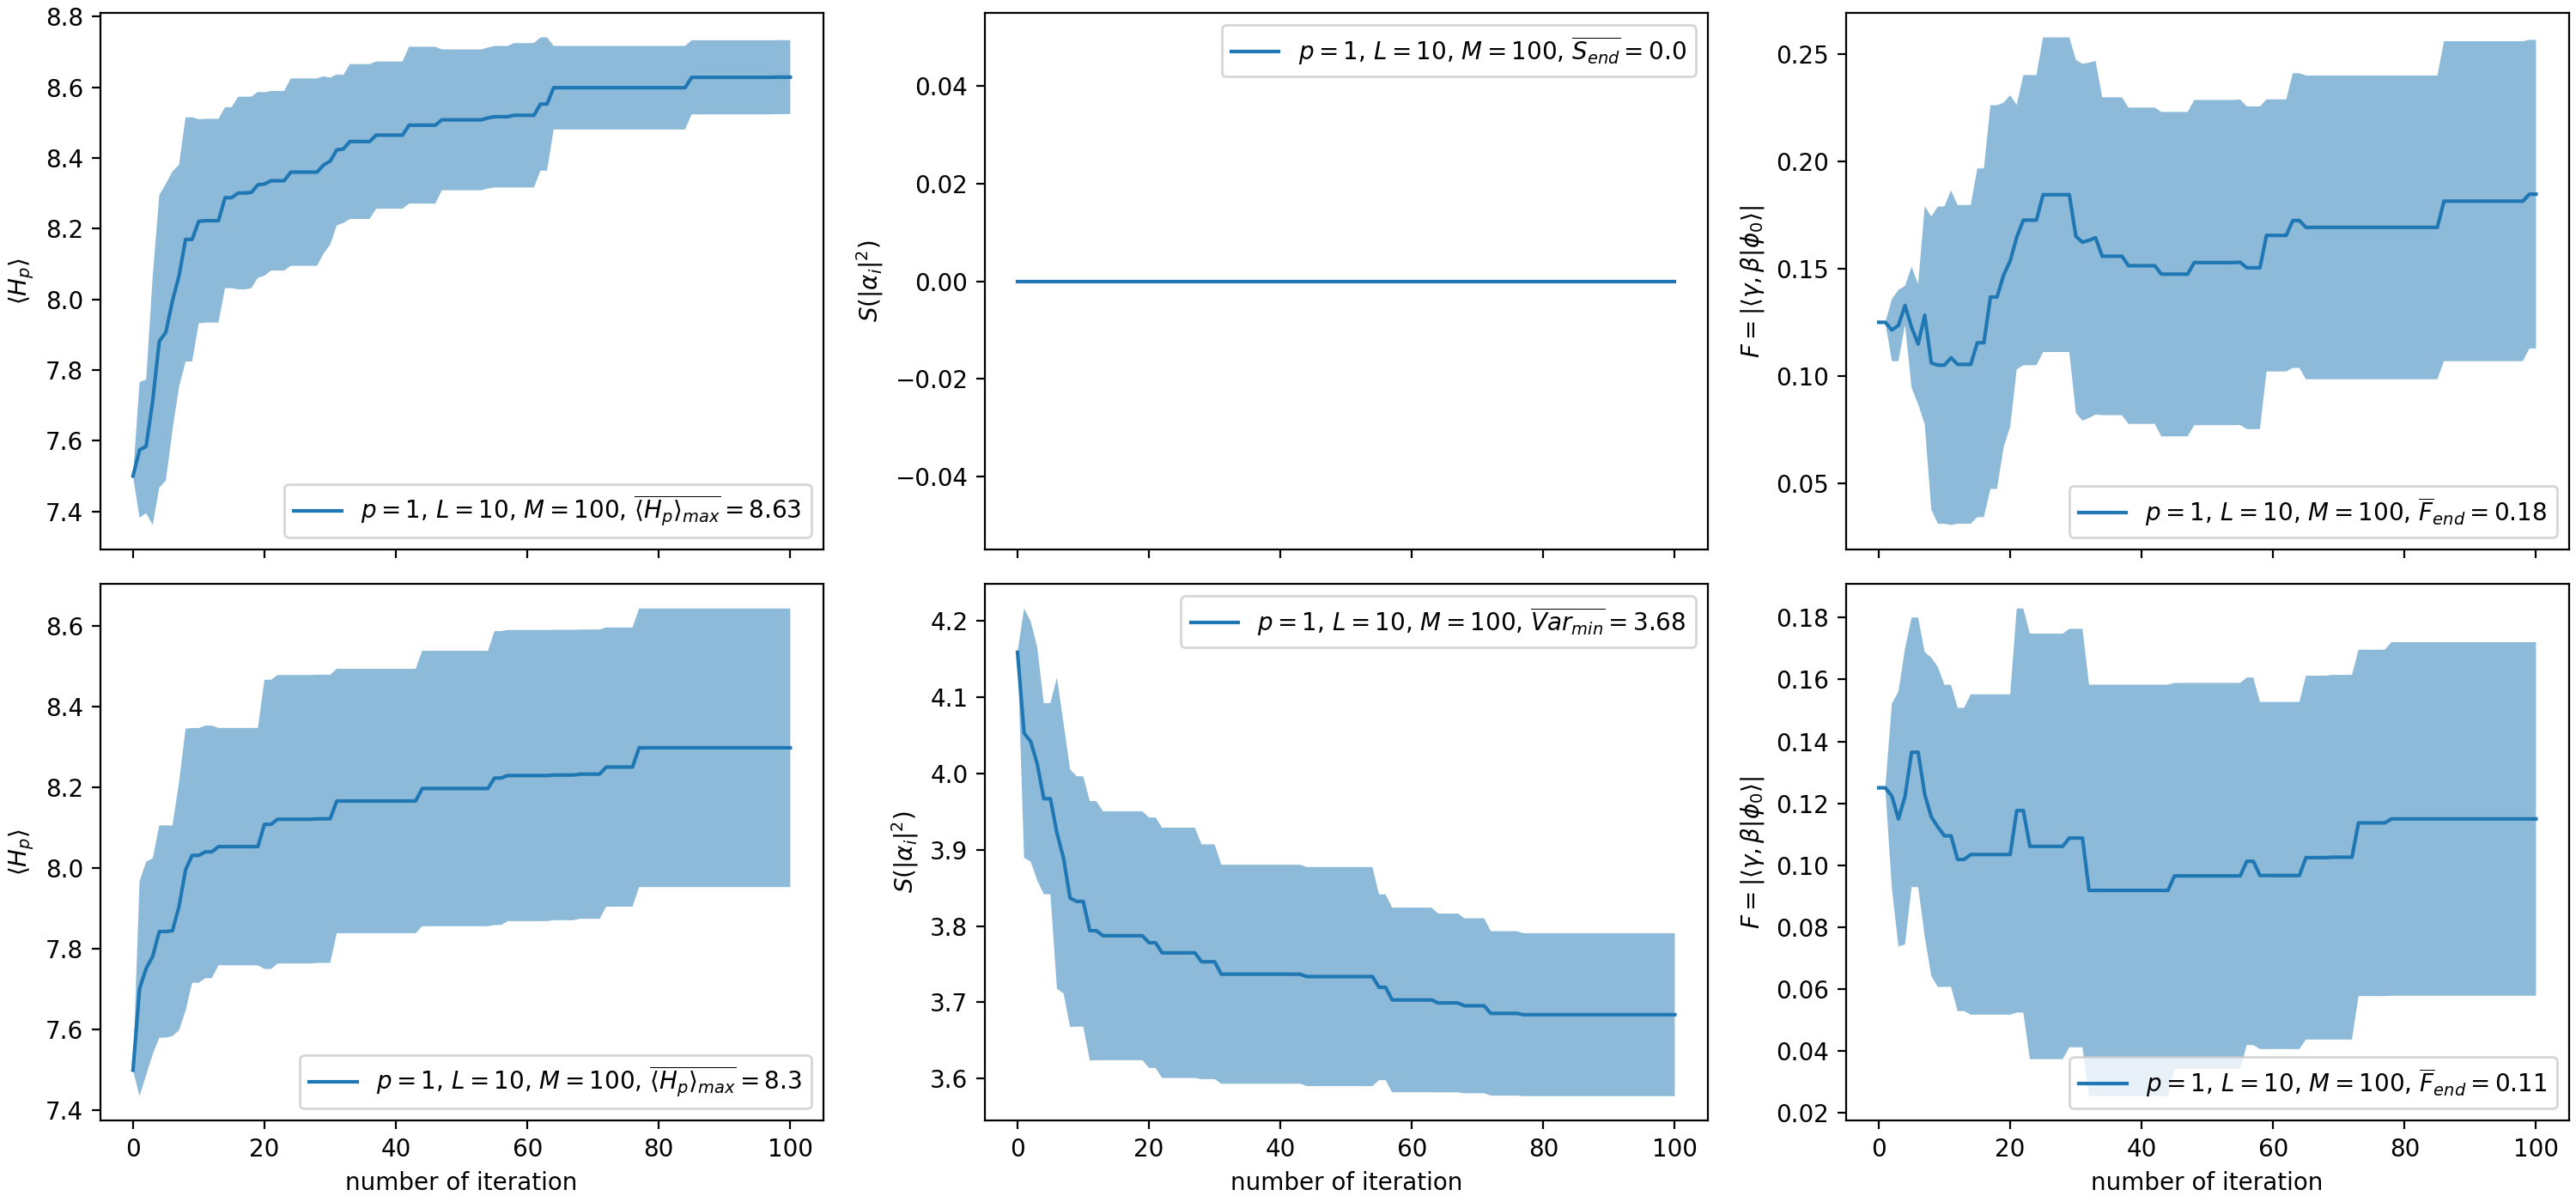 8.8
8.6
8.4
8.2
8.0
7.8
7.6
7.4
⟨H_p⟩
p = 1, L = 10, M = 100, \overline{⟨H_p⟩_{max}} = 8.63
0.04
0.02
0.00
−0.02
−0.04
S(|α_i|²)
p = 1, L = 10, M = 100, \overline{S_{end}} = 0.0
0.25
0.20
0.15
0.10
0.05
F = |⟨γ, β|ϕ₀⟩|
p = 1, L = 10, M = 100, \overline{F}_{end} = 0.18
8.6
8.4
8.2
8.0
7.8
7.6
7.4
⟨H_p⟩
p = 1, L = 10, M = 100, \overline{⟨H_p⟩_{max}} = 8.3
0 20 40 60 80 100
number of iteration
4.2
4.1
4.0
3.9
3.8
3.7
3.6
S(|α_i|²)
p = 1, L = 10, M = 100, \overline{Var_{min}} = 3.68
0 20 40 60 80 100
number of iteration
0.18
0.16
0.14
0.12
0.10
0.08
0.06
0.04
0.02
F = |⟨γ, β|ϕ₀⟩|
p = 1, L = 10, M = 100, \overline{F}_{end} = 0.11
0 20 40 60 80 100
number of iteration